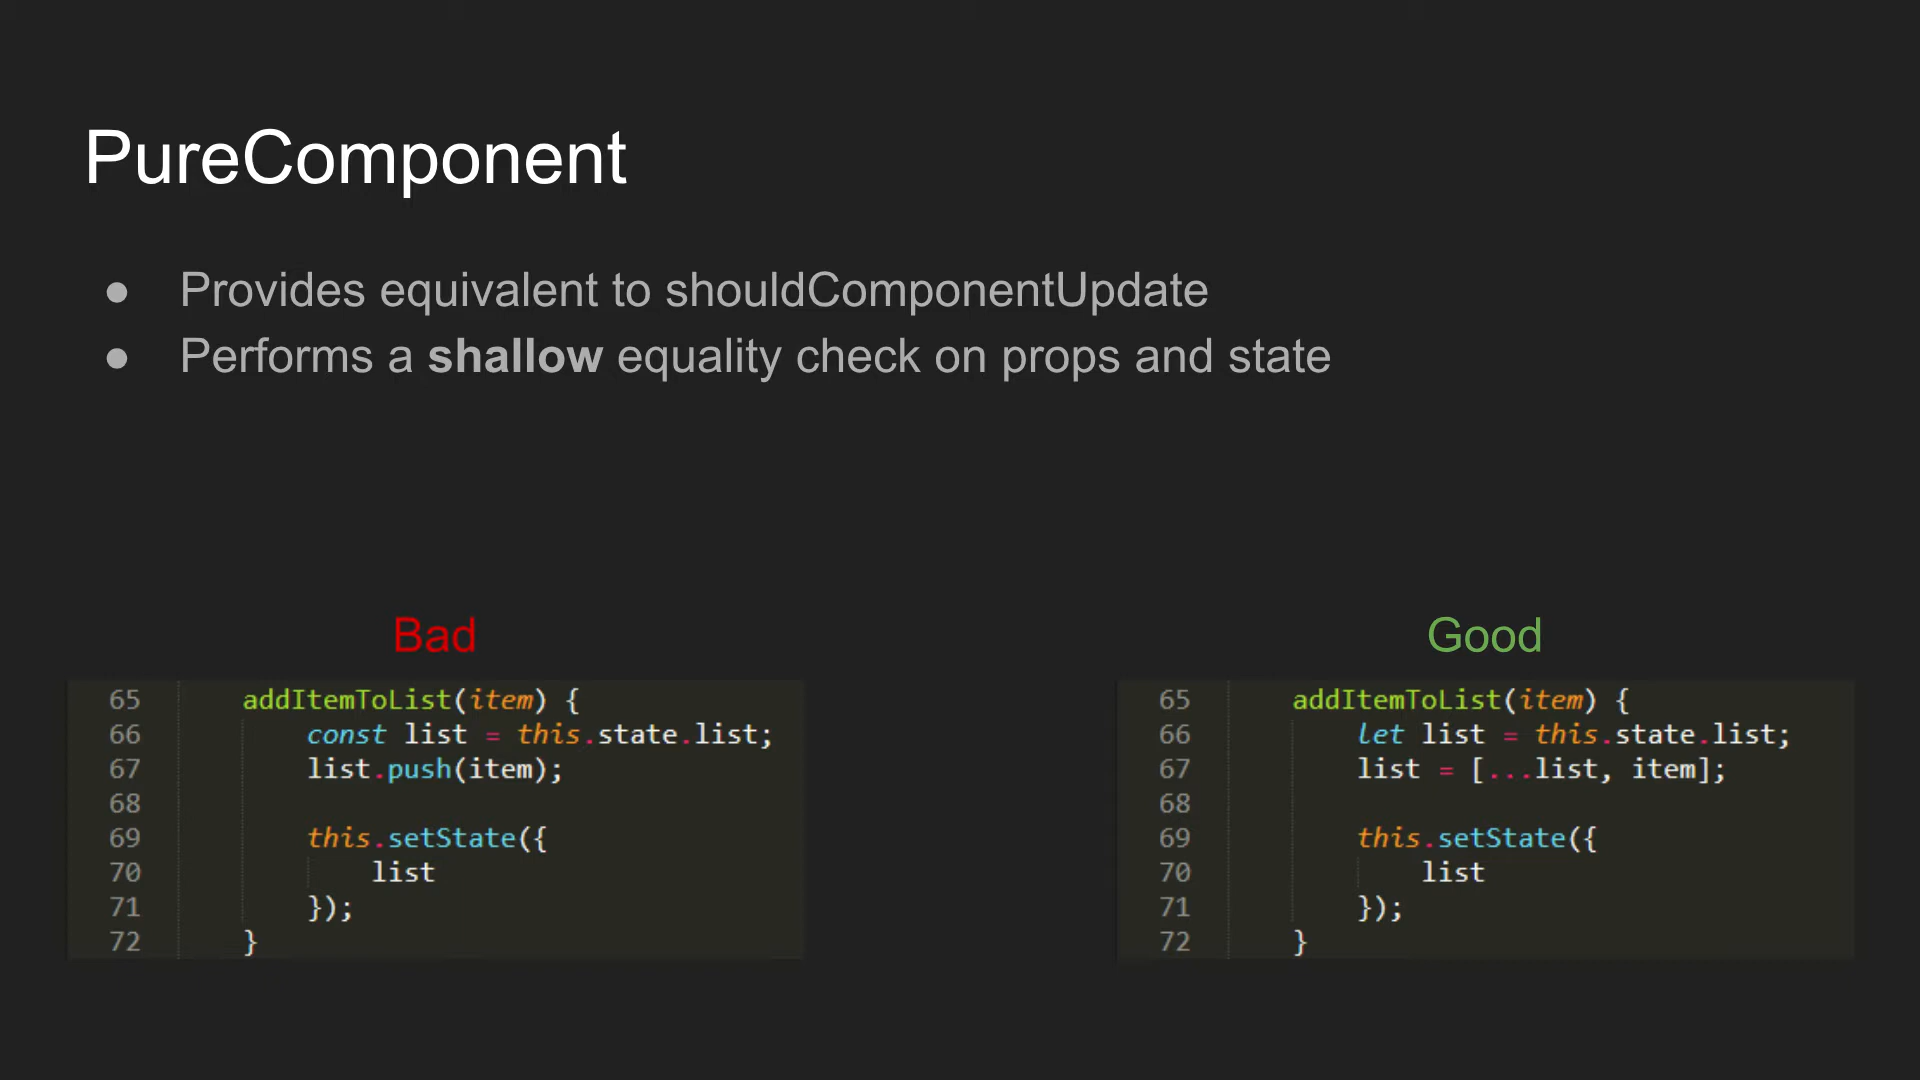 PureComponent
● Provides equivalent to shouldComponentUpdate
● Performs a shallow equality check on props and state
Bad
65 addItemToList(item) {
66 const list = this.state.list;
67 list.push(item);
68
69 this.setState({
70 list
71 });
72 }
Good
65 addItemToList(item) {
66 let list = this.state.list;
67 list = [...list, item];
68
69 this.setState({
70 list
71 });
72 }